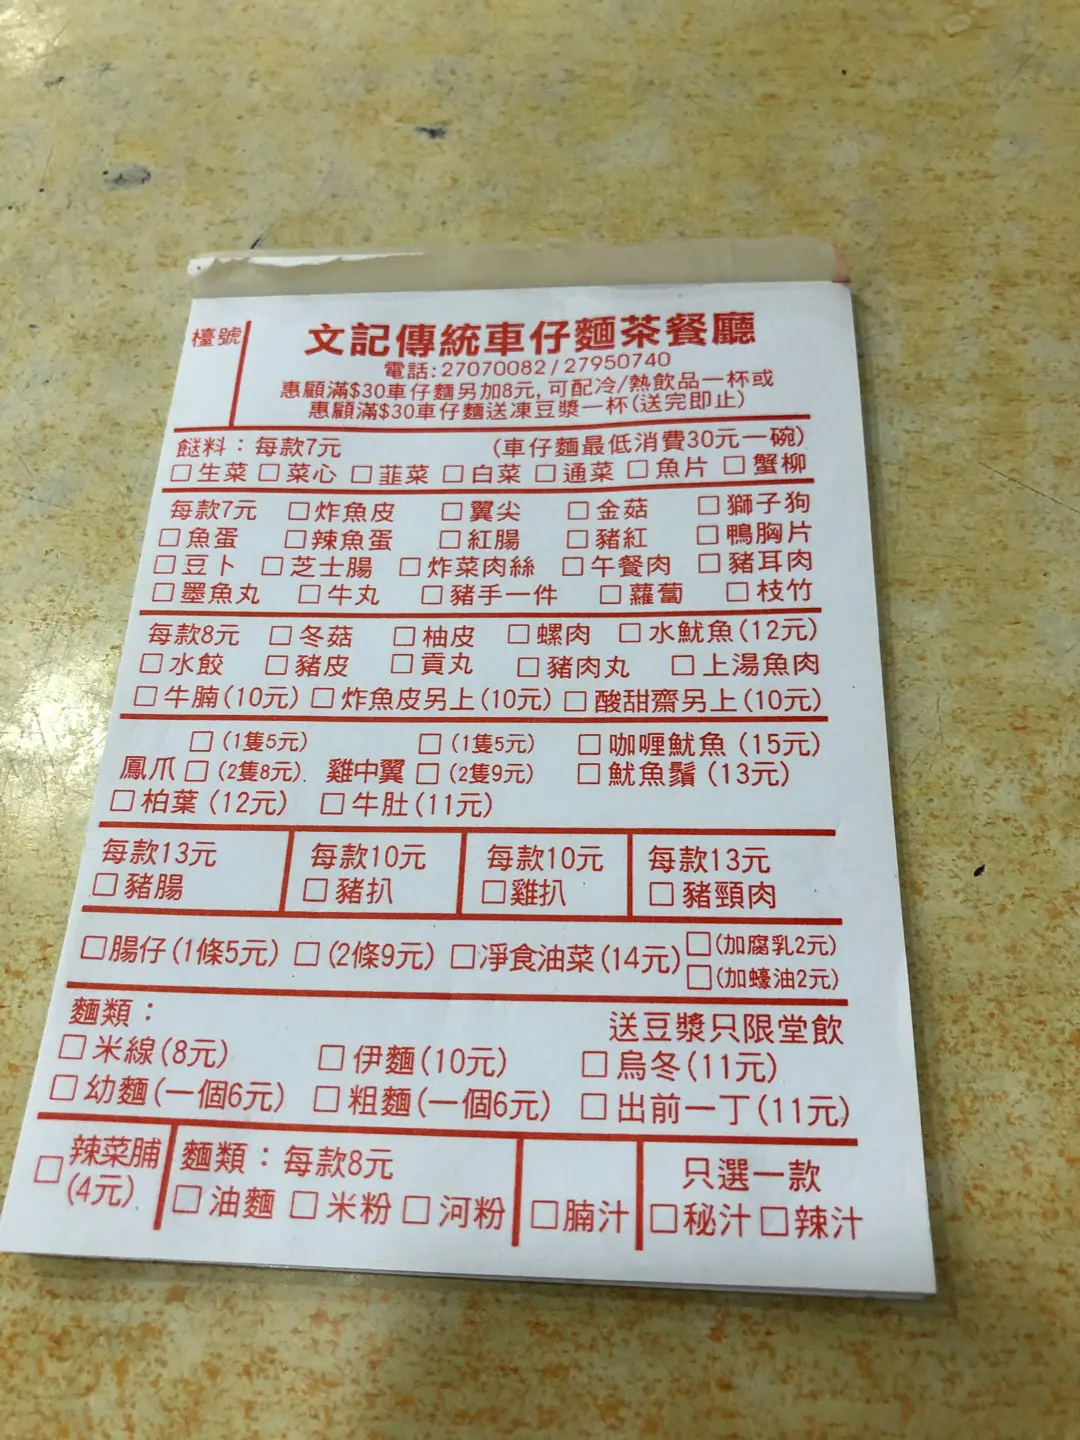 檯號
文記傳統車仔麵茶餐廳
電話:27070082/27950740
惠顧滿$30車仔麵另加8元,可配冷/熱飲品一杯或
惠顧滿$30車仔麵送凍豆漿一杯(送完即止)
餸料：每款7元 (車仔麵最低消費30元一碗)
□生菜 □菜心 □韮菜 □白菜 □通菜 □魚片 □蟹柳
每款7元 □炸魚皮 □翼尖 □金菇 □獅子狗
□魚蛋 □辣魚蛋 □紅腸 □豬紅 □鴨胸片
□豆卜 □芝士腸 □炸菜肉絲 □午餐肉 □豬耳肉
□墨魚丸 □牛丸 □豬手一件 □蘿蔔 □枝竹
每款8元 □冬菇 □柚皮 □螺肉 □水魷魚(12元)
□水餃 □豬皮 □貢丸 □豬肉丸 □上湯魚肉
□牛腩(10元) □炸魚皮另上(10元) □酸甜齋另上(10元)
□(1隻5元) □(1隻5元) □咖喱魷魚(15元)
鳳爪□(2隻8元). 雞中翼□(2隻9元) □魷魚鬚(13元)
□柏葉(12元) □牛肚(11元)
每款13元 每款10元 每款10元 每款13元
□豬腸 □豬扒 □雞扒 □豬頸肉
□腸仔(1條5元) □(2條9元) □淨食油菜(14元) □(加腐乳2元)
□(加蠔油2元)
麵類： 送豆漿只限堂飲
□米線(8元) □伊麵(10元) □烏冬(11元)
□幼麵(一個6元) □粗麵(一個6元) □出前一丁(11元)
□辣菜脯 麵類：每款8元 只選一款
(4元) □油麵 □米粉 □河粉 □腩汁 □秘汁 □辣汁